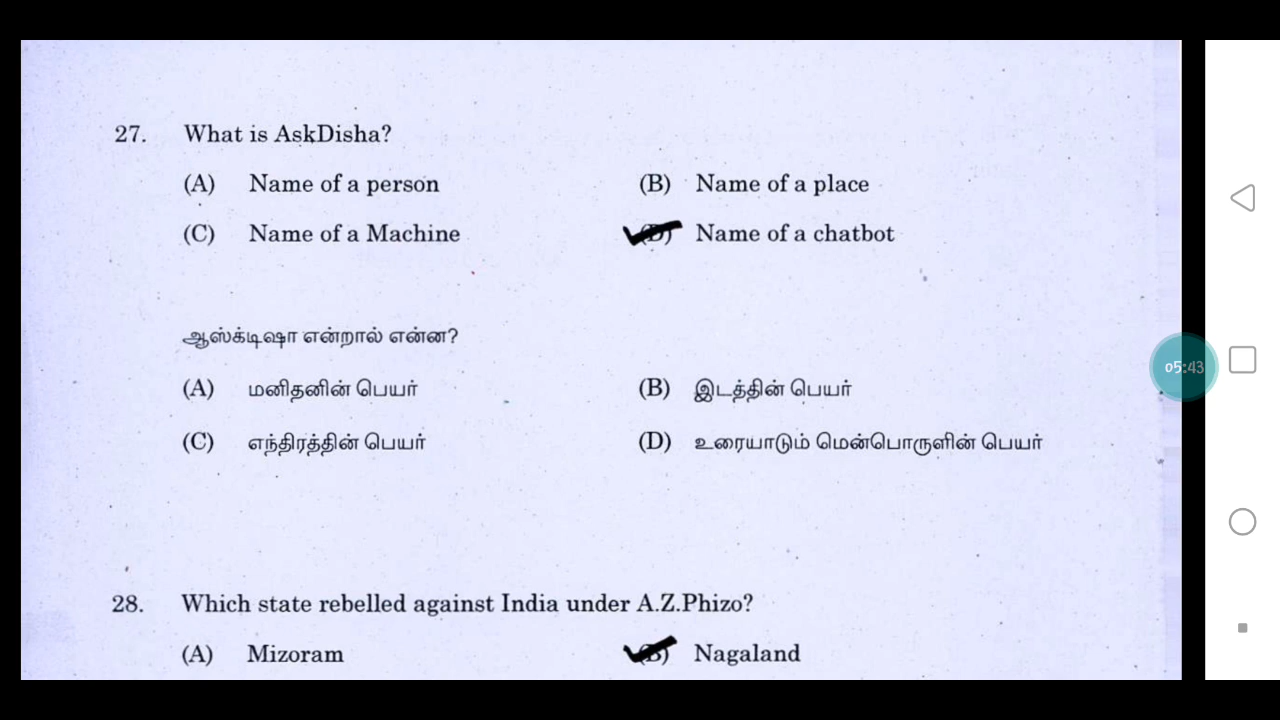 27. What is AskDisha?
(A) Name of a person (B) Name of a place
(C) Name of a Machine (D) Name of a chatbot
ஆஸ்க்டிஷா என்றால் என்ன?
(A) மனிதனின் பெயர் (B) இடத்தின் பெயர்
(C) எந்திரத்தின் பெயர் (D) உரையாடும் மென்பொருளின் பெயர்
05:43
28. Which state rebelled against India under A.Z.Phizo?
(A) Mizoram (B) Nagaland